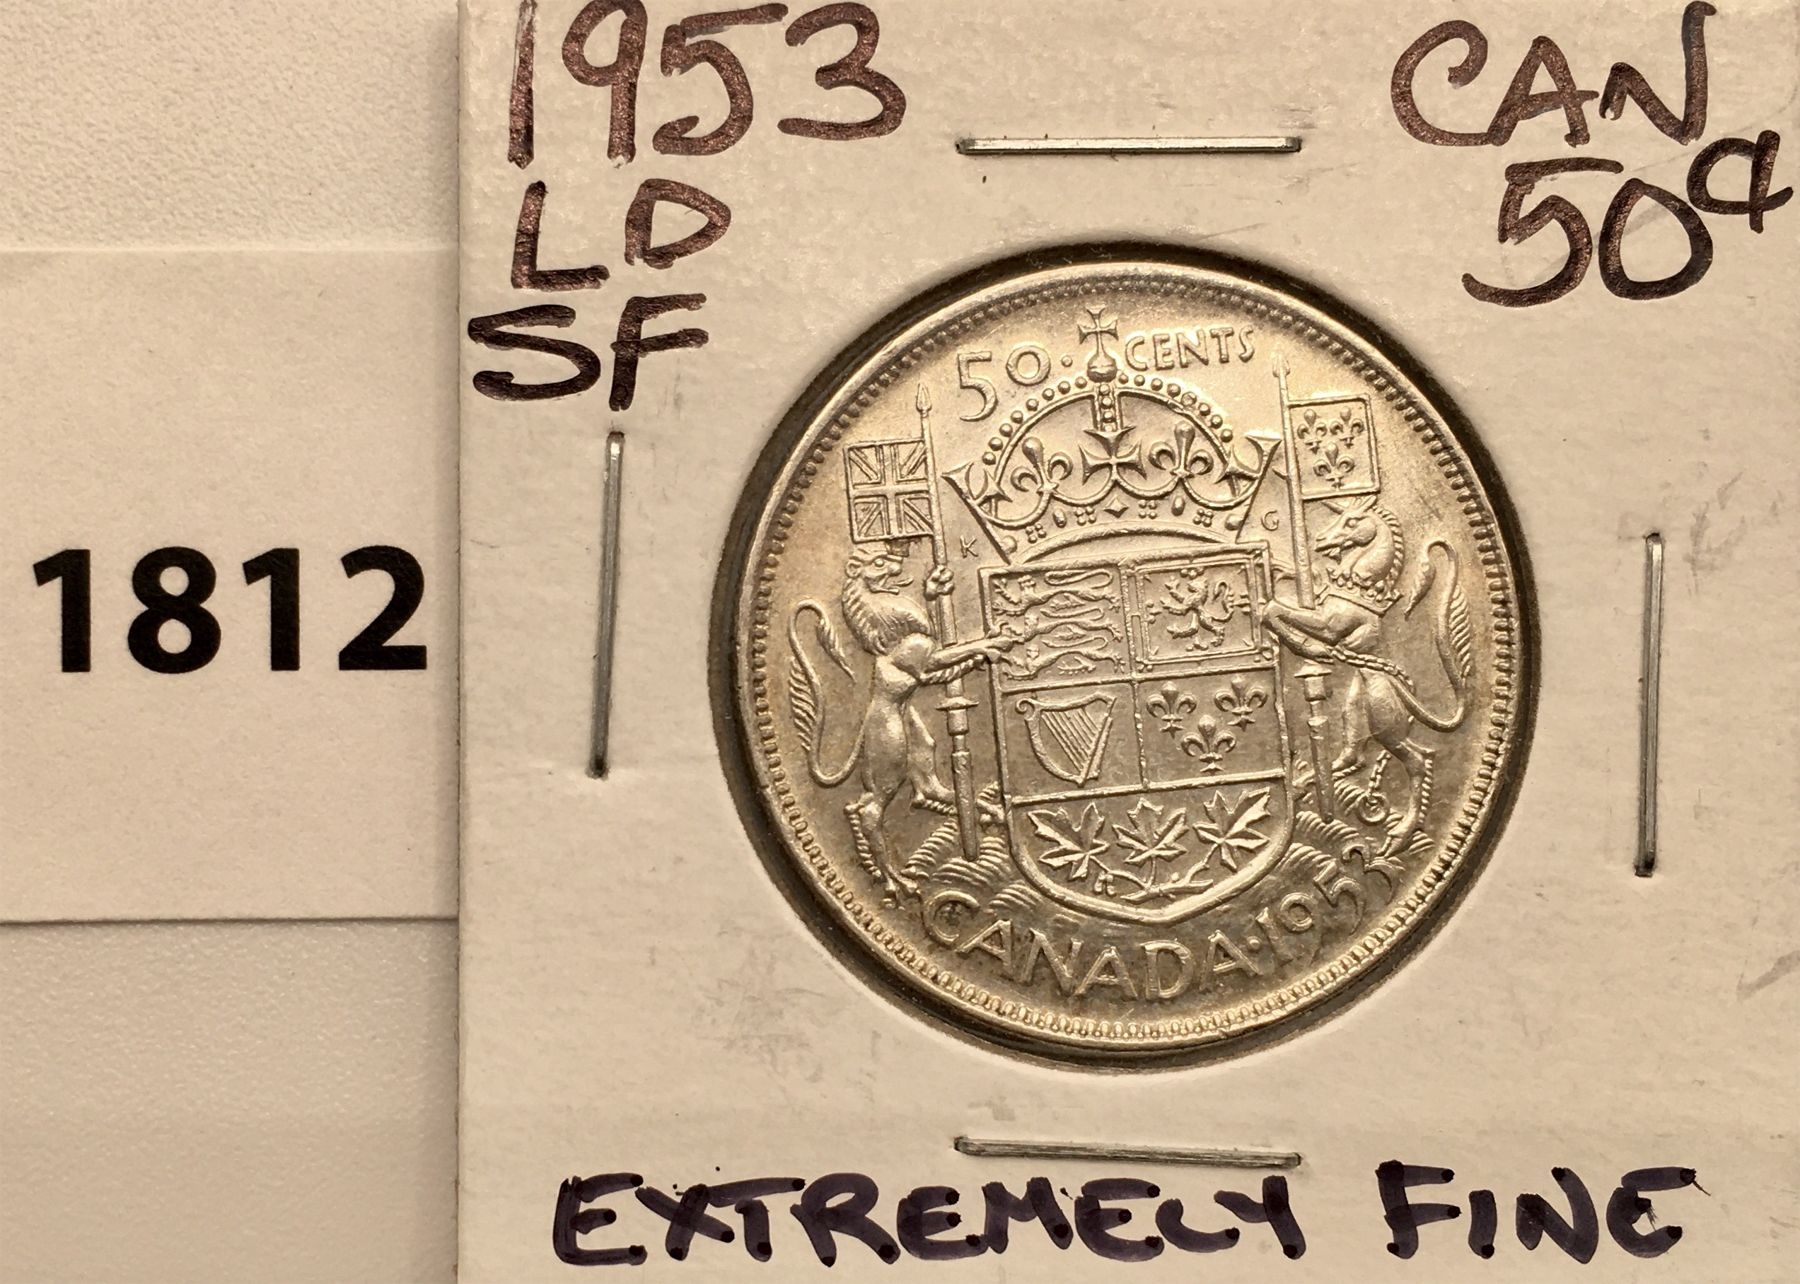 1953
CAN
LD
50¢
SF
50 · CENTS
K G
1812
CANADA · 1953
EXTREMELY FINE